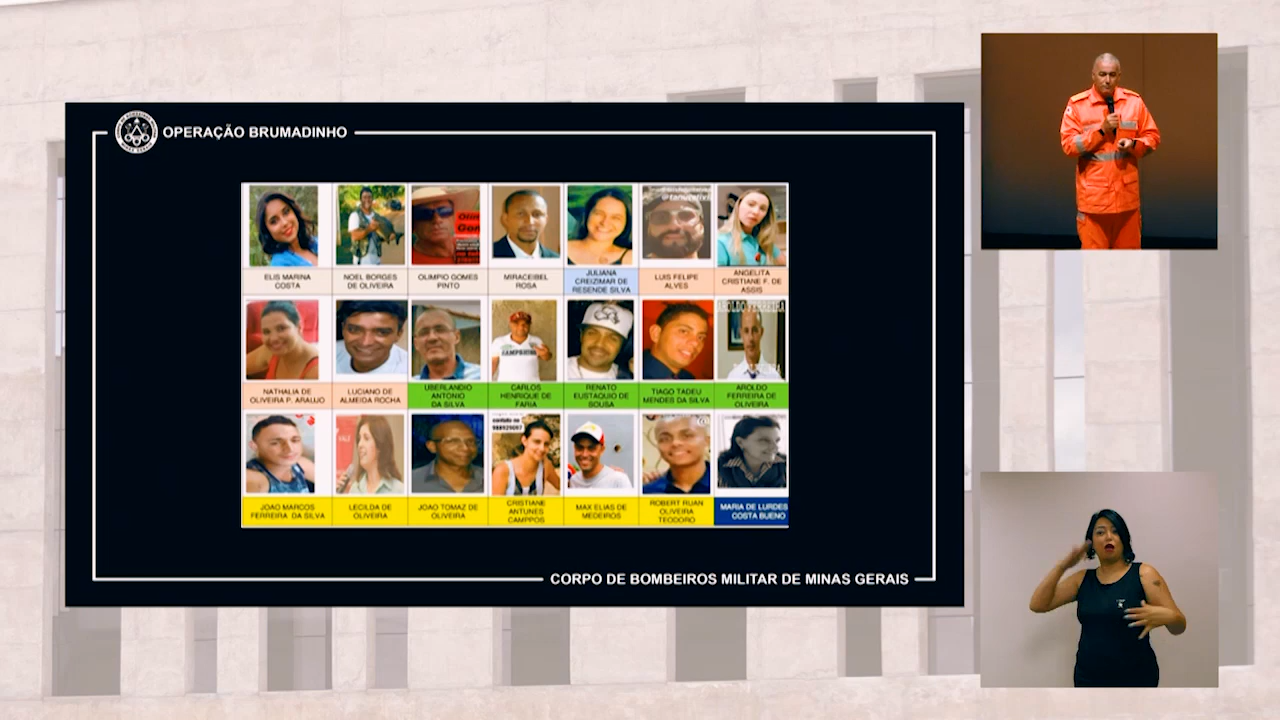 OPERAÇÃO BRUMADINHO
ELIS MARINA
COSTA
NOEL BORGES
DE OLIVEIRA
OLIMPIO GOMES
PINTO
MIRACEIBEL
ROSA
JULIANA
CREIZIMAR DE
RESENDE SILVA
LUIS FELIPE
ALVES
ANGELITA
CRISTIANE F. DE
ASSIS
NATHALIA DE
OLIVEIRA P. ARAUJO
LUCIANO DE
ALMEIDA ROCHA
UBERLANDIO
ANTONIO
DA SILVA
CARLOS
HENRIQUE DE
FARIA
RENATO
EUSTAQUIO DE
SOUSA
TIAGO TADEU
MENDES DA SILVA
AROLDO
FERREIRA DE
OLIVEIRA
JOAO MARCOS
FERREIRA DA SILVA
LECILDA DE
OLIVEIRA
JOAO TOMAZ DE
OLIVEIRA
CRISTIANE
ANTUNES
CAMPPOS
MAX ELIAS DE
MEDEIROS
ROBERT RUAN
OLIVEIRA
TEODORO
MARIA DE LURDES
COSTA BUENO
CORPO DE BOMBEIROS MILITAR DE MINAS GERAIS